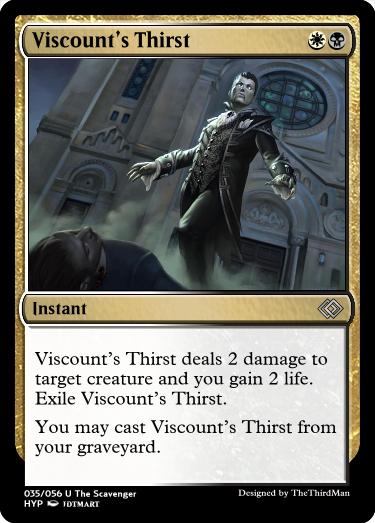 Viscount's Thirst
Instant
Viscount's Thirst deals 2 damage to
target creature and you gain 2 life.
Exile Viscount's Thirst.
You may cast Viscount's Thirst from
your graveyard.
035/056 U The Scavenger
HYP JDTMART
Designed by TheThirdMan